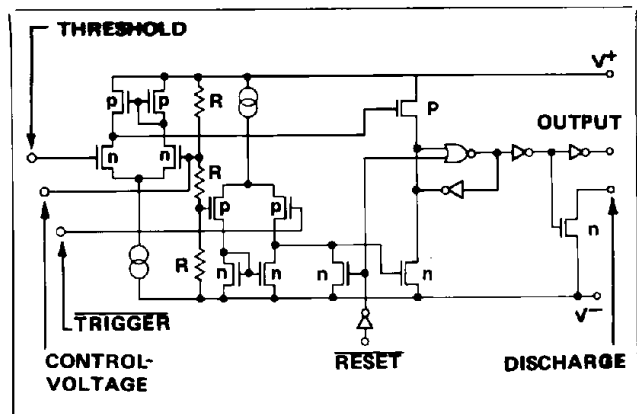 THRESHOLD
V+
p p R P
OUTPUT
n n R
p p
R n n n n n
V−
TRIGGER
CONTROL-
VOLTAGE
RESET
DISCHARGE